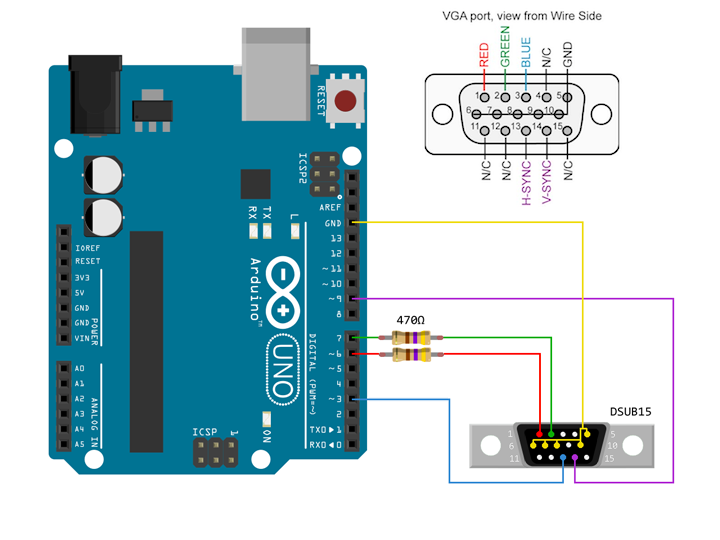 VGA port, view from Wire Side
RED
GREEN
BLUE
N/C
GND
1 2 3 4 5
6 7 8 9 10
11 12 13 14 15
N/C
N/C
H-SYNC
V-SYNC
N/C
RESET
ICSP2
AREF
GND
13
12
~11
~10
~9
8
7
~6
~5
4
~3
2
TXO▶1
RXO◀0
RX
TX
L
Arduino™
UNO
DIGITAL (PWM=~)
ON
IOREF
RESET
3V3
5V
GND
GND
VIN
POWER
A0
A1
A2
A3
A4
A5
ANALOG IN
ICSP
1
470Ω
DSUB15
1 5
6 10
11 15